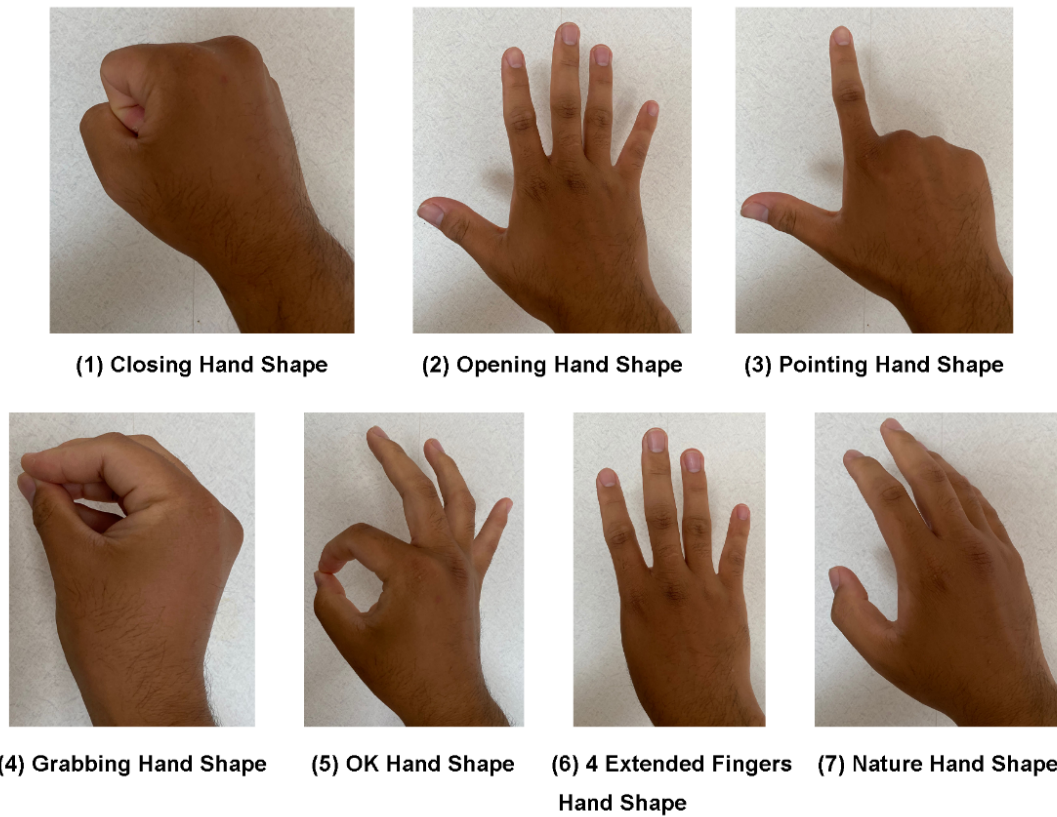 (1) Closing Hand Shape
(2) Opening Hand Shape
(3) Pointing Hand Shape
(4) Grabbing Hand Shape
(5) OK Hand Shape
(6) 4 Extended Fingers
Hand Shape
(7) Nature Hand Shape